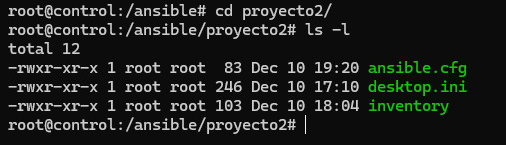 root@control:/ansible# cd proyecto2/
root@control:/ansible/proyecto2# ls -l
total 12
-rwxr-xr-x 1 root root  83 Dec 10 19:20 ansible.cfg
-rwxr-xr-x 1 root root 246 Dec 10 17:10 desktop.ini
-rwxr-xr-x 1 root root 103 Dec 10 18:04 inventory
root@control:/ansible/proyecto2#